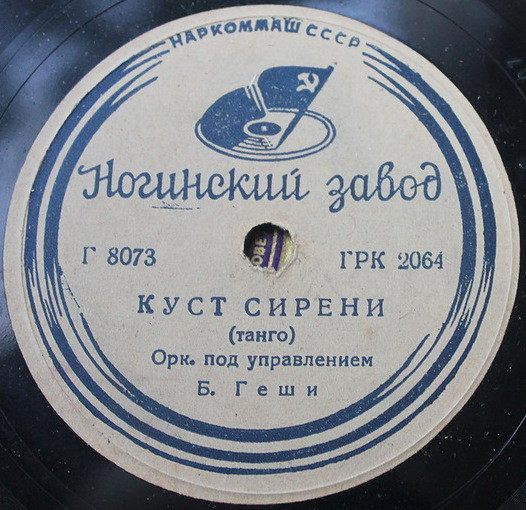 НАРКОММАШ СССР
Ногинский завод
Г 8073
ГРК 2064
КУСТ СИРЕНИ
(танго)
Орк. под управлением
Б. Геши